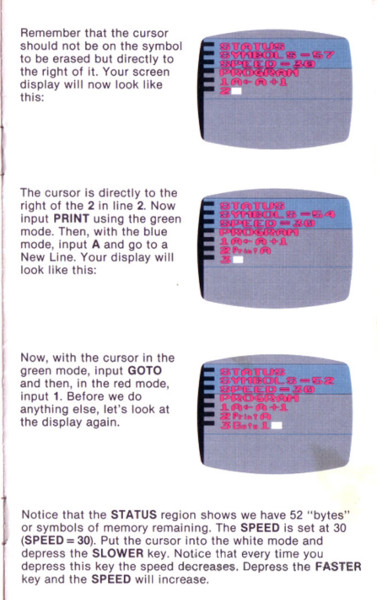 Remember that the cursor
should not be on the symbol
to be erased but directly to
the right of it. Your screen
display will now look like
this:
STATUS
SYMBOLS=57
SPEED=30
PROGRAM
1 A← A+1
2
The cursor is directly to the
right of the 2 in line 2. Now
input PRINT using the green
mode. Then, with the blue
mode, input A and go to a
New Line. Your display will
look like this:
STATUS
SYMBOLS=54
SPEED=30
PROGRAM
1 A← A+1
2 Print A
3
Now, with the cursor in the
green mode, input GOTO
and then, in the red mode,
input 1. Before we do
anything else, let's look at
the display again.
STATUS
SYMBOLS=52
SPEED=30
PROGRAM
1 A← A+1
2 Print A
3 Goto 1
Notice that the STATUS region shows we have 52 "bytes"
or symbols of memory remaining. The SPEED is set at 30
(SPEED = 30). Put the cursor into the white mode and
depress the SLOWER key. Notice that every time you
depress this key the speed decreases. Depress the FASTER
key and the SPEED will increase.